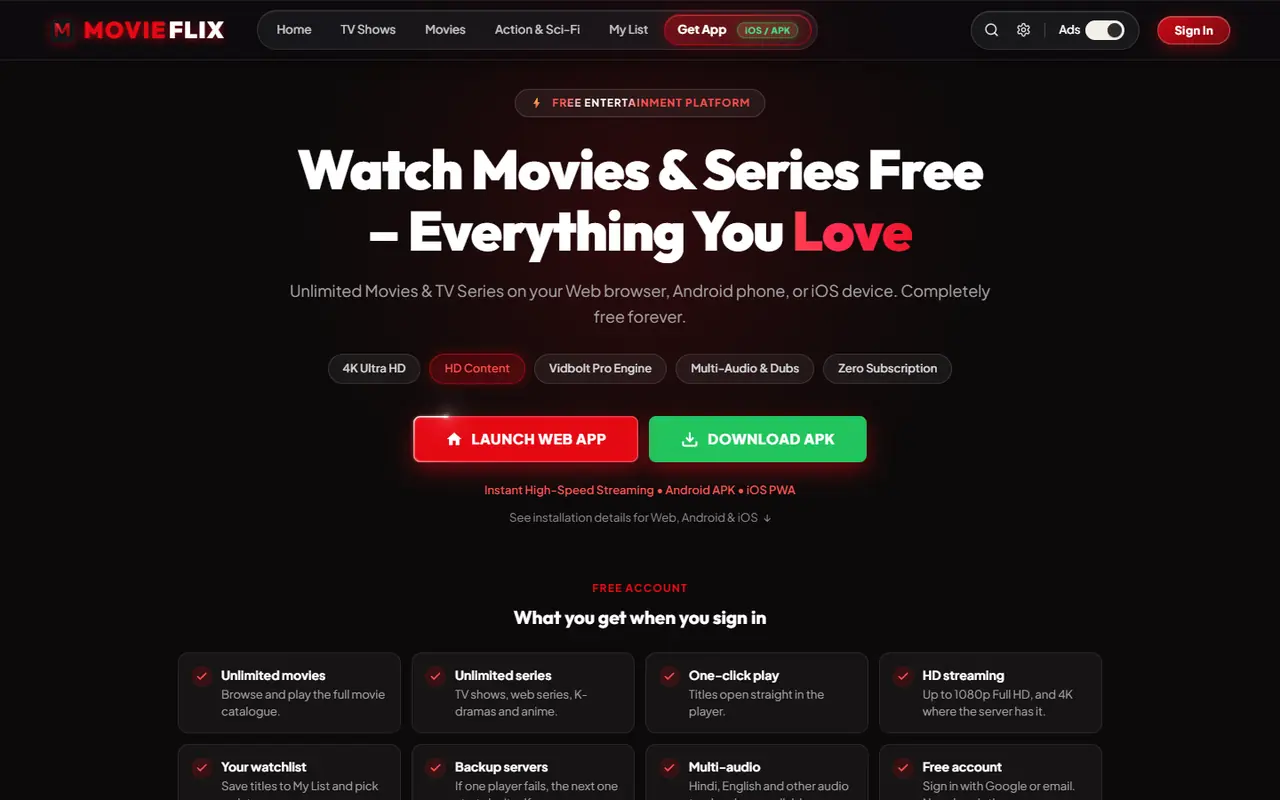 M MOVIEFLIX
Home TV Shows Movies Action & Sci-Fi My List Get App iOS / APK Ads Sign In
FREE ENTERTAINMENT PLATFORM
Watch Movies & Series Free
– Everything You Love
Unlimited Movies & TV Series on your Web browser, Android phone, or iOS device. Completely
free forever.
4K Ultra HD HD Content Vidbolt Pro Engine Multi-Audio & Dubs Zero Subscription
LAUNCH WEB APP DOWNLOAD APK
Instant High-Speed Streaming • Android APK • iOS PWA
See installation details for Web, Android & iOS ↓
FREE ACCOUNT
What you get when you sign in
Unlimited movies
Browse and play the full movie
catalogue.
Unlimited series
TV shows, web series, K-
dramas and anime.
One-click play
Titles open straight in the
player.
HD streaming
Up to 1080p Full HD, and 4K
where the server has it.
Your watchlist
Save titles to My List and pick
Backup servers
If one player fails, the next one
Multi-audio
Hindi, English and other audio
Free account
Sign in with Google or email.